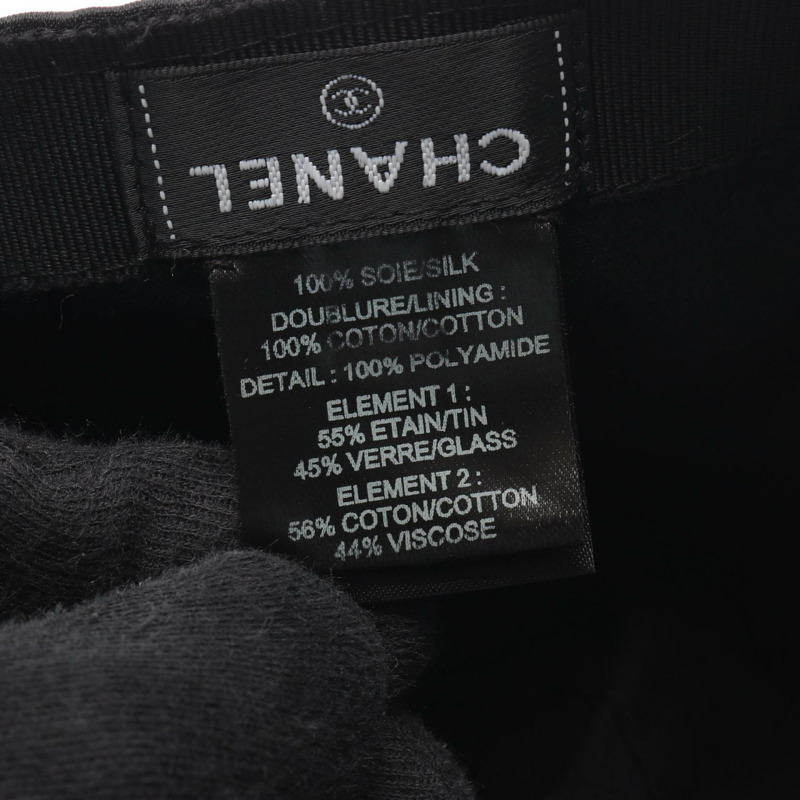 CHANEL
100% SOIE/SILK
DOUBLURE/LINING :
100% COTON/COTTON
DETAIL : 100% POLYAMIDE
ELEMENT 1 :
55% ETAIN/TIN
45% VERRE/GLASS
ELEMENT 2 :
56% COTON/COTTON
44% VISCOSE